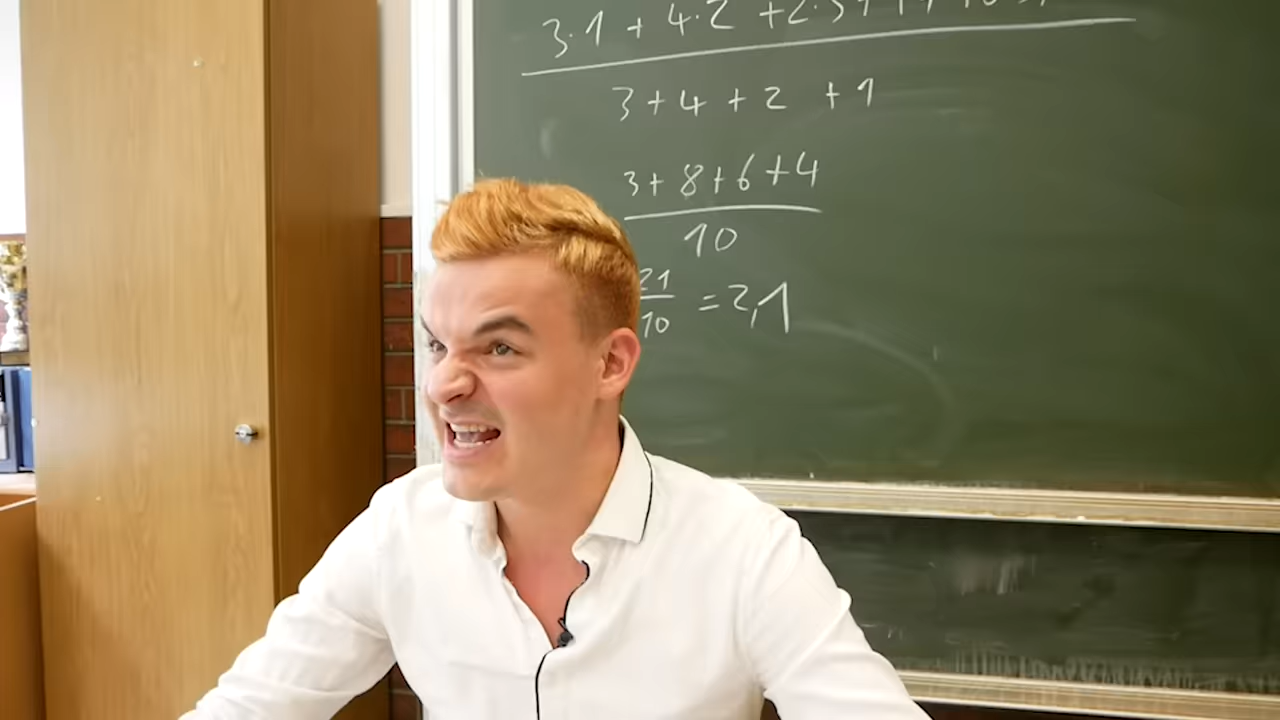 3·1 + 4·2 + 2·3 +
3 + 4 + 2 + 1
3 + 8 + 6 + 4
10
21
10
= 2,1